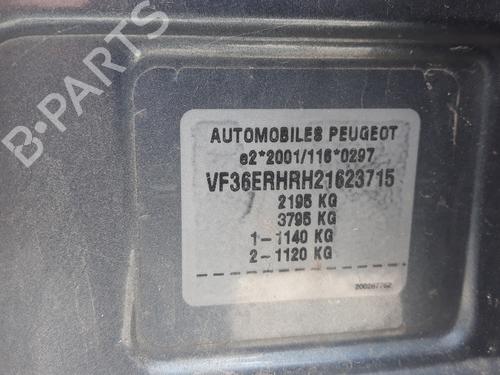 B-PARTS
AUTOMOBILES PEUGEOT
e2*2001/116*0297
VF36ERHRH21623715
2195 KG
3795 KG
1-1140 KG
2-1120 KG